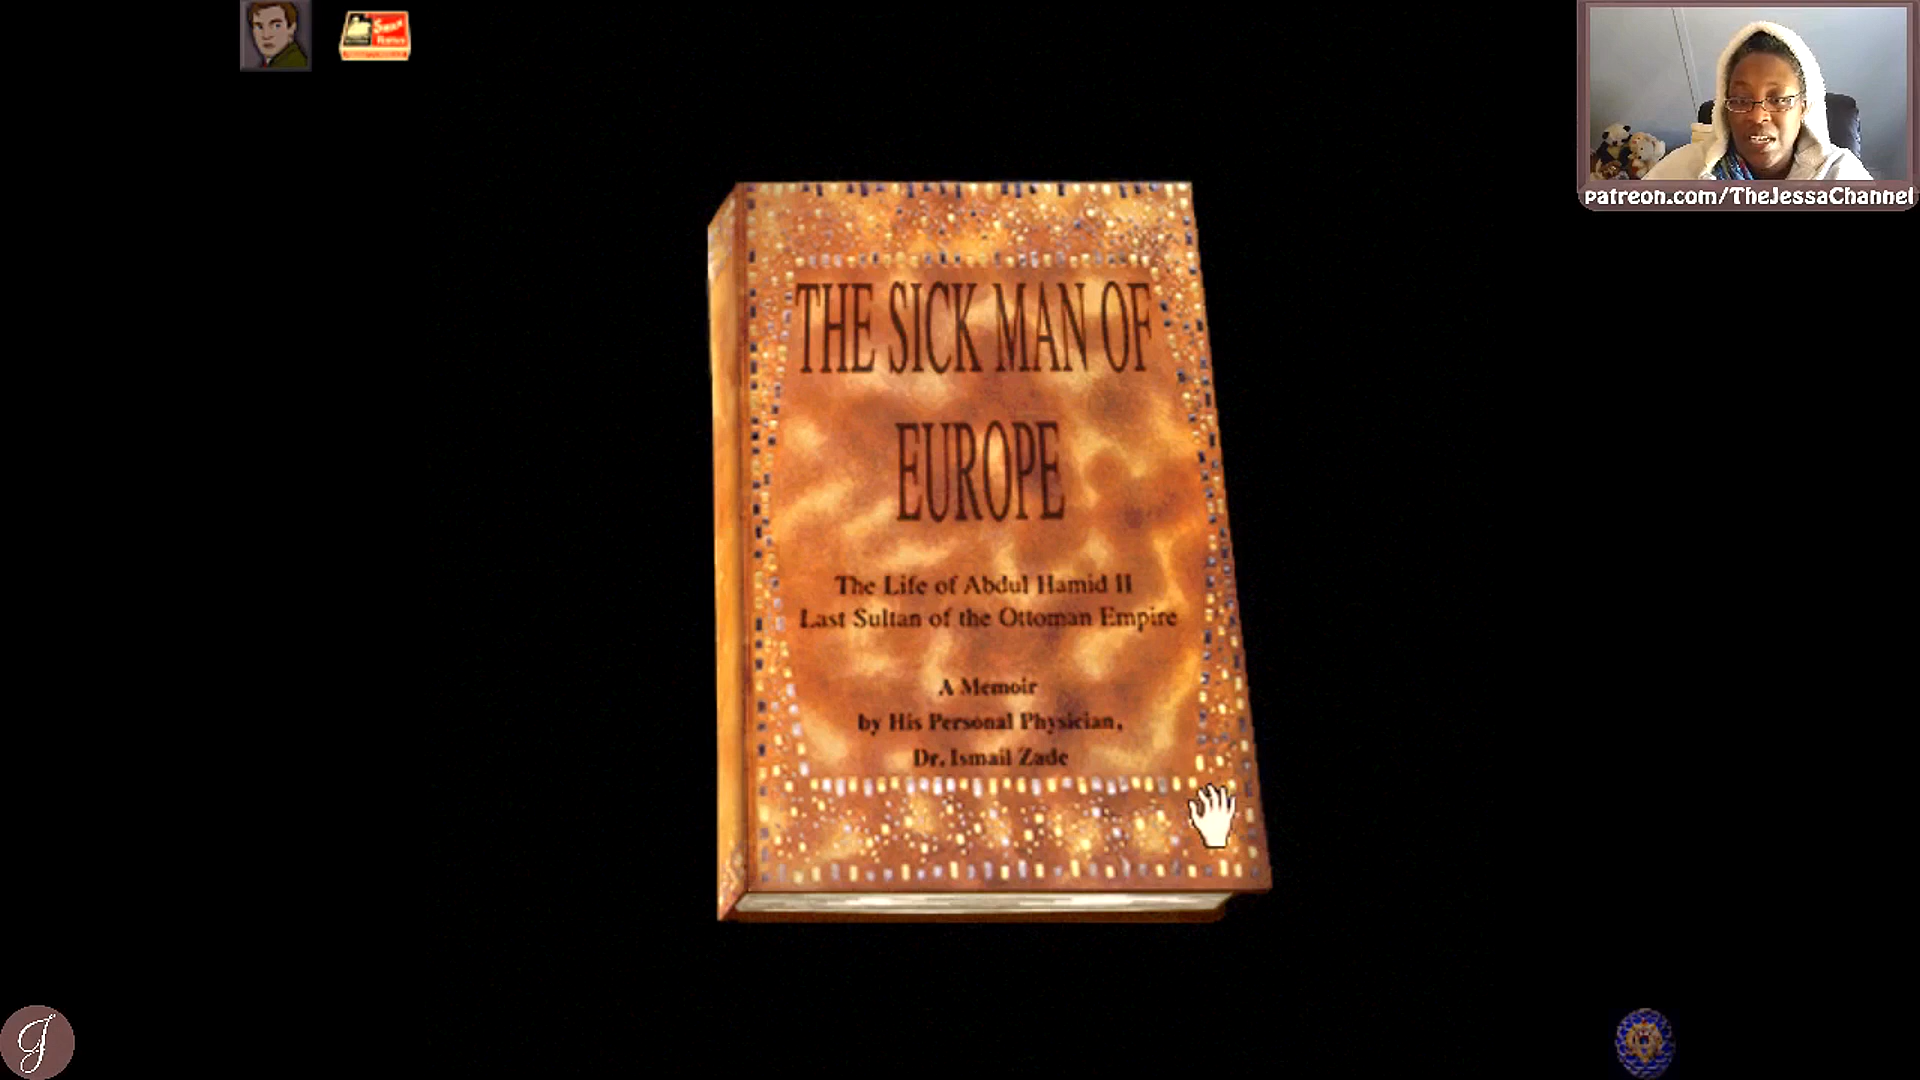 THE SICK MAN OF
EUROPE
The Life of Abdul Hamid II
Last Sultan of the Ottoman Empire
A Memoir
by His Personal Physician,
Dr. Ismail Zade
patreon.com/TheJessaChannel
J